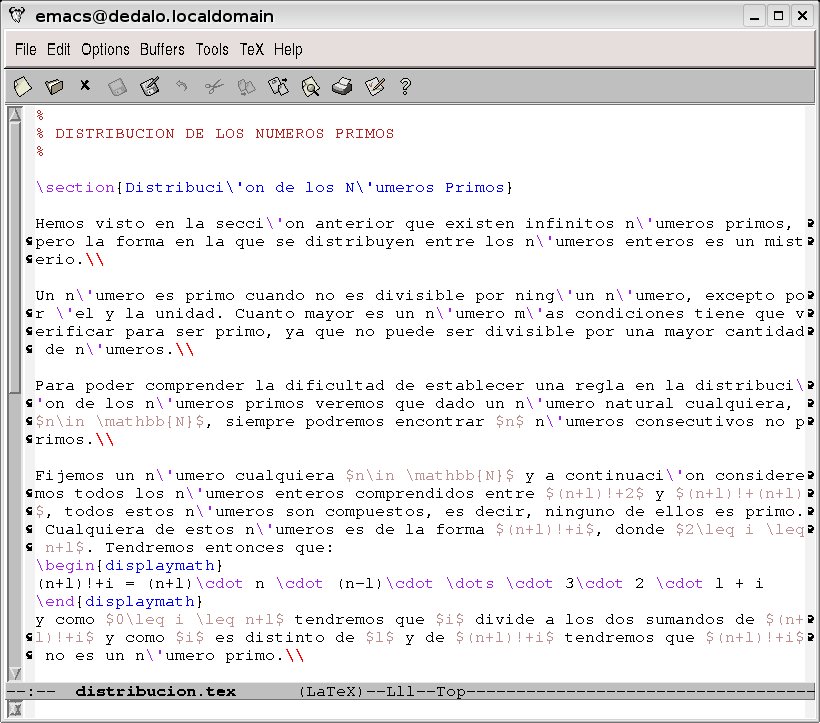 emacs@dedalo.localdomain
File Edit Options Buffers Tools TeX Help
%
% DISTRIBUCION DE LOS NUMEROS PRIMOS
%
\section{Distribuci\'on de los N\'umeros Primos}
Hemos visto en la secci\'on anterior que existen infinitos n\'umeros primos,
pero la forma en la que se distribuyen entre los n\'umeros enteros es un mist
erio.\\
Un n\'umero es primo cuando no es divisible por ning\'un n\'umero, excepto po
r \'el y la unidad. Cuanto mayor es un n\'umero m\'as condiciones tiene que v
erificar para ser primo, ya que no puede ser divisible por una mayor cantidad
 de n\'umeros.\\
Para poder comprender la dificultad de establecer una regla en la distribuci\
'on de los n\'umeros primos veremos que dado un n\'umero natural cualquiera,
$n\in \mathbb{N}$, siempre podremos encontrar $n$ n\'umeros consecutivos no p
rimos.\\
Fijemos un n\'umero cualquiera $n\in \mathbb{N}$ y a continuaci\'on considere
mos todos los n\'umeros enteros comprendidos entre $(n+1)!+2$ y $(n+1)!+(n+1)
$, todos estos n\'umeros son compuestos, es decir, ninguno de ellos es primo.
 Cualquiera de estos n\'umeros es de la forma $(n+1)!+i$, donde $2\leq i \leq
 n+1$. Tendremos entonces que:
\begin{displaymath}
(n+1)!+i = (n+1)\cdot n \cdot (n-1)\cdot \dots \cdot 3\cdot 2 \cdot 1 + i
\end{displaymath}
y como $0\leq i \leq n+1$ tendremos que $i$ divide a los dos sumandos de $(n+
1)!+i$ y como $i$ es distinto de $1$ y de $(n+1)!+i$ tendremos que $(n+1)!+i$
 no es un n\'umero primo.\\
--:-- distribucion.tex (LaTeX)--L11--Top----------------------------------